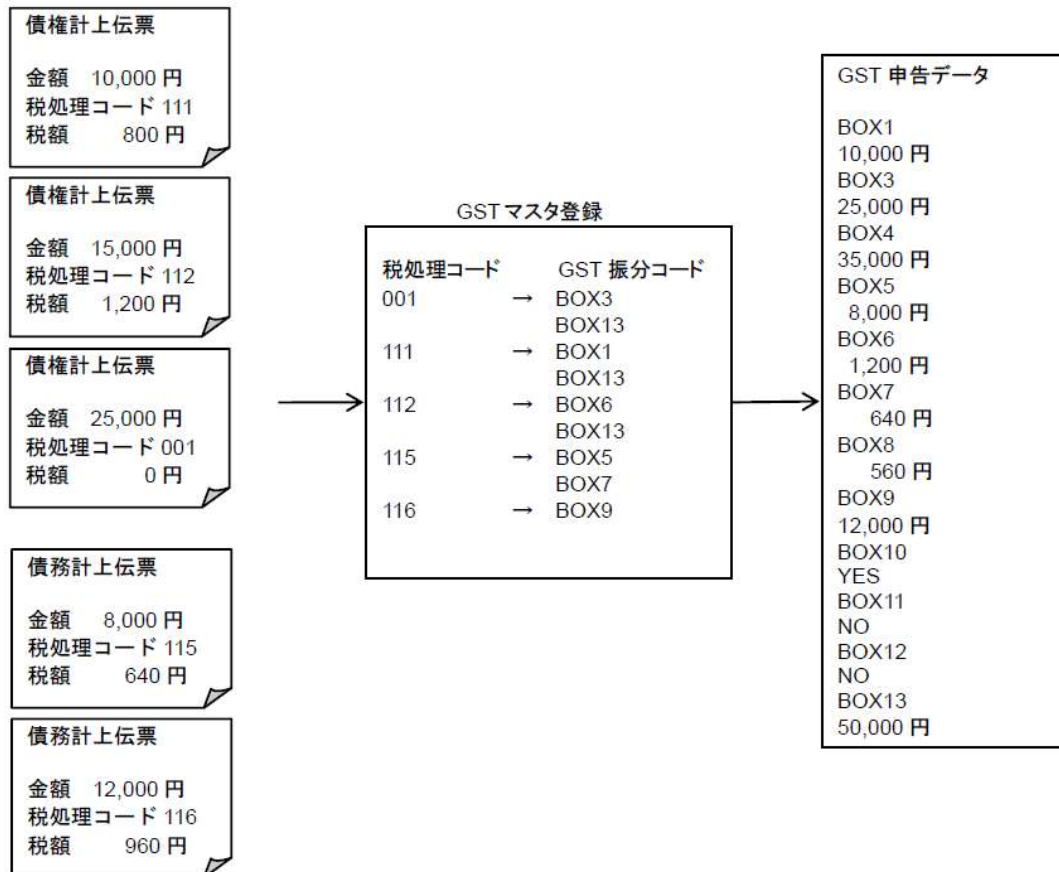 債権計上伝票
金額 10,000 円
税処理コード 111
税額 800 円
債権計上伝票
金額 15,000 円
税処理コード 112
税額 1,200 円
債権計上伝票
金額 25,000 円
税処理コード 001
税額 0 円
債務計上伝票
金額 8,000 円
税処理コード 115
税額 640 円
債務計上伝票
金額 12,000 円
税処理コード 116
税額 960 円
GST マスタ登録
税処理コード GST 振分コード
001 → BOX3
BOX13
111 → BOX1
BOX13
112 → BOX6
BOX13
115 → BOX5
BOX7
116 → BOX9
GST 申告データ
BOX1
10,000 円
BOX3
25,000 円
BOX4
35,000 円
BOX5
8,000 円
BOX6
1,200 円
BOX7
640 円
BOX8
560 円
BOX9
12,000 円
BOX10
YES
BOX11
NO
BOX12
NO
BOX13
50,000 円